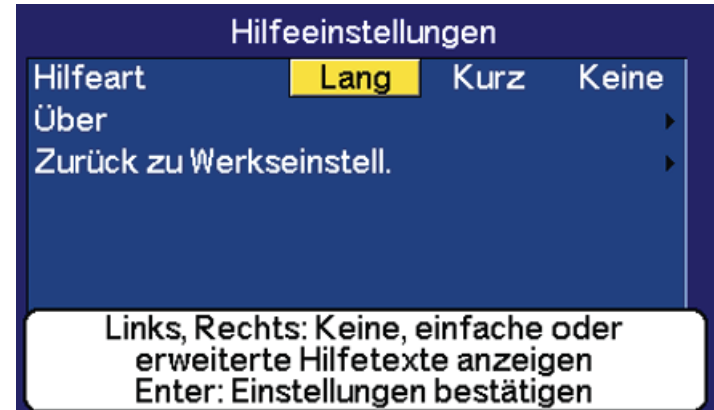 Hilfeeinstellungen
Hilfeart Lang Kurz Keine
Über
Zurück zu Werkseinstell.
Links, Rechts: Keine, einfache oder
erweiterte Hilfetexte anzeigen
Enter: Einstellungen bestätigen